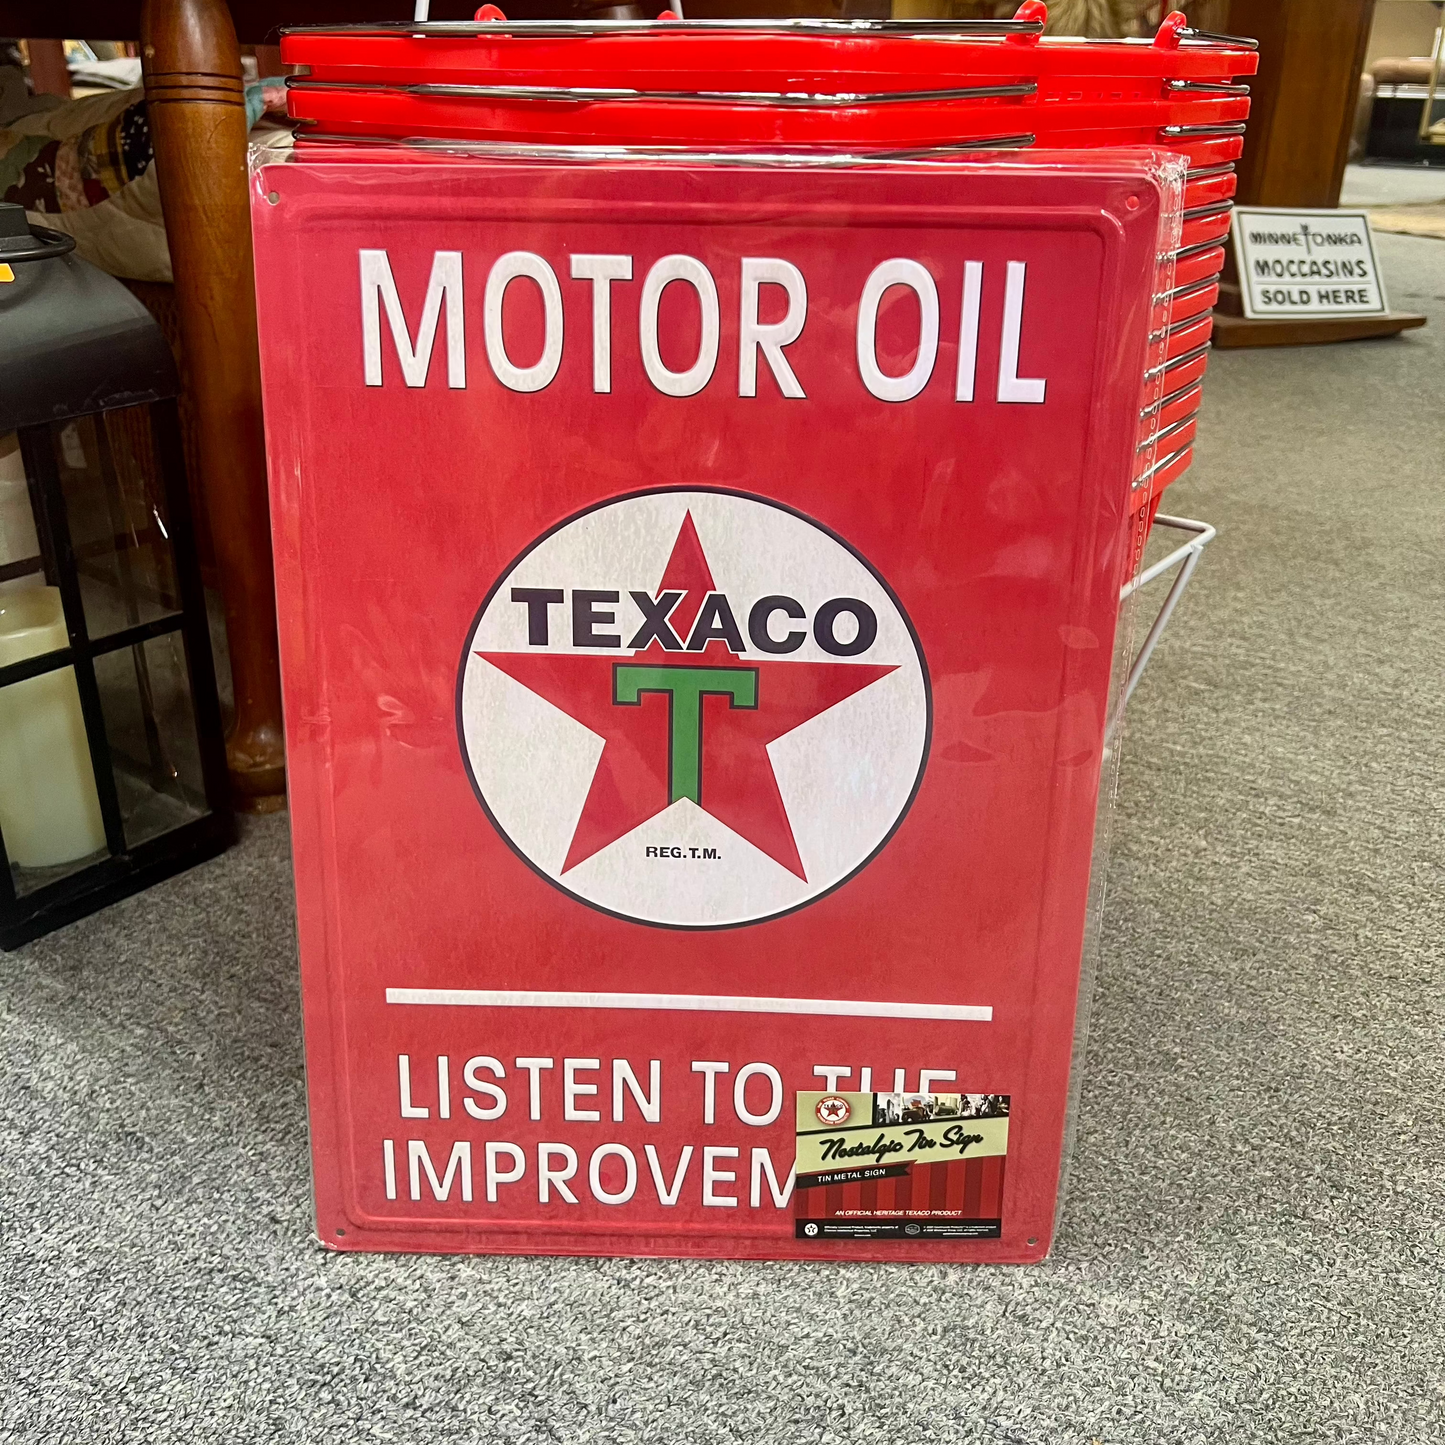 MOTOR OIL
TEXACO
T
REG.T.M.
LISTEN TO THE
IMPROVEM
Nostalgic Tin Sign
TIN METAL SIGN
AN OFFICIAL HERITAGE TEXACO PRODUCT
MINNETONKA
MOCCASINS
SOLD HERE